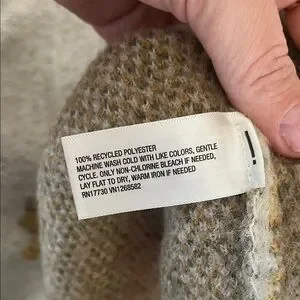 100% RECYCLED POLYESTER
MACHINE WASH COLD WITH LIKE COLORS, GENTLE
CYCLE. ONLY NON-CHLORINE BLEACH IF NEEDED,
LAY FLAT TO DRY, WARM IRON IF NEEDED
RN17730 VN1268582